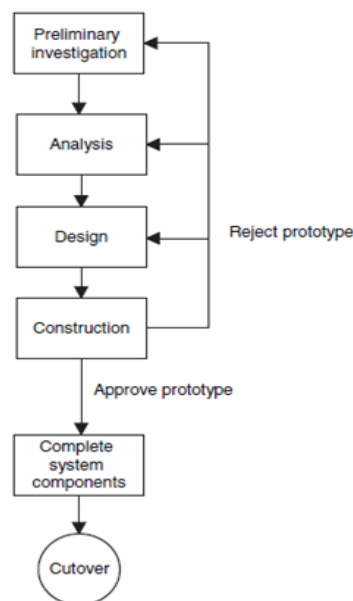 Preliminary
investigation
Analysis
Design
Reject prototype
Construction
Approve prototype
Complete
system
components
Cutover